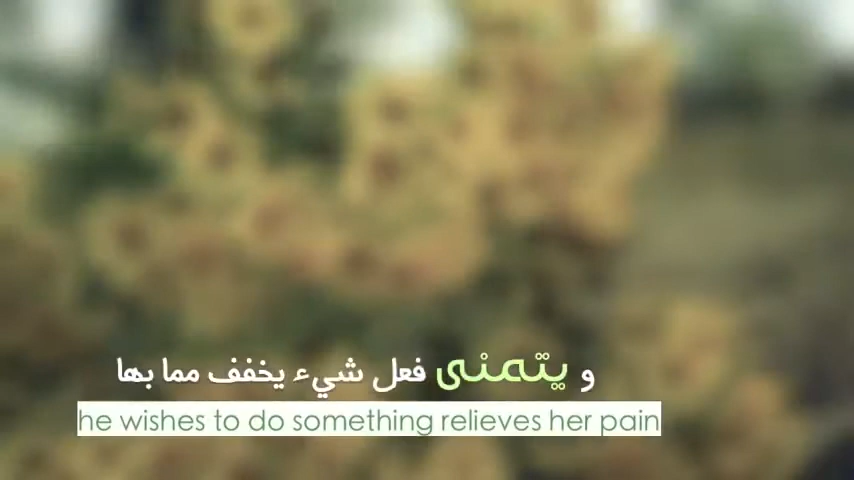 و يتمنى فعل شيء يخفف مما بها
he wishes to do something relieves her pain